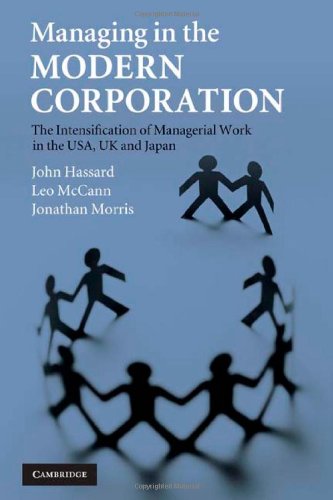 Managing in the
MODERN
CORPORATION
The Intensification of Managerial Work
in the USA, UK and Japan
John Hassard
Leo McCann
Jonathan Morris
CAMBRIDGE